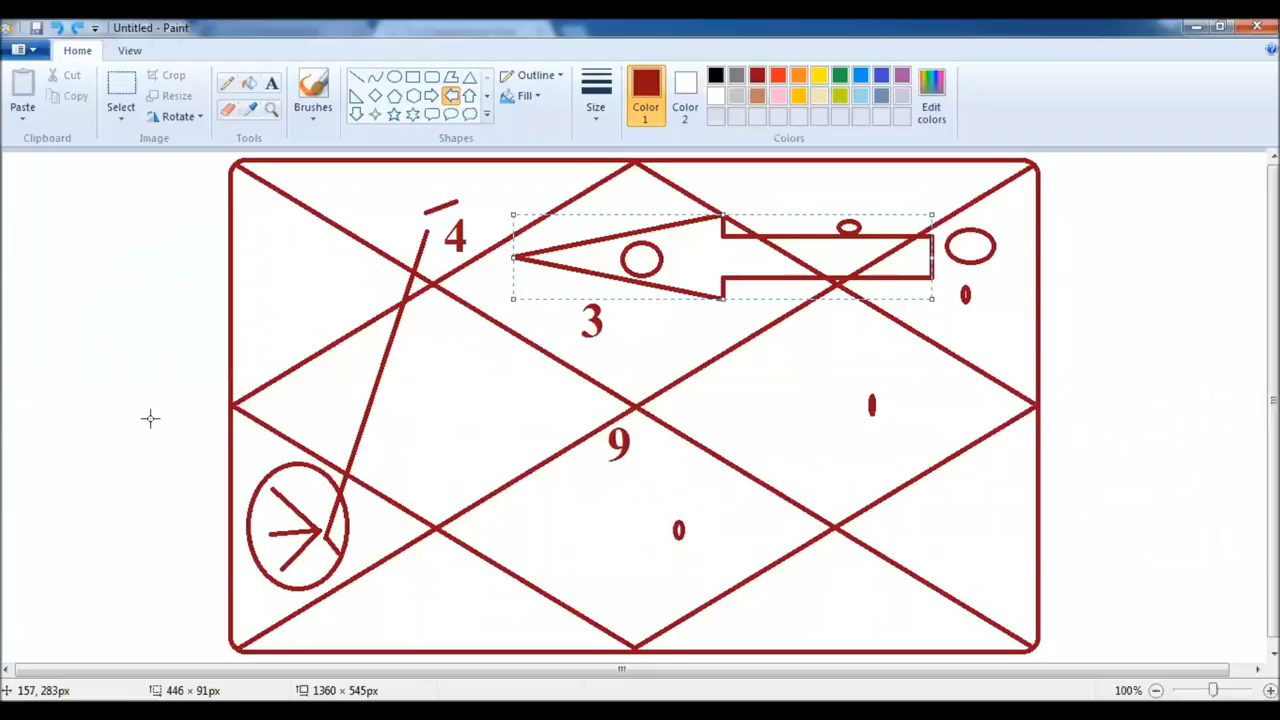 Untitled - Paint
Home View
Paste
Cut
Copy
Clipboard
Select
Crop
Resize
Rotate
Image
A
Tools
Brushes
Shapes
Outline
Fill
Size
Color 1
Color 2
Edit colors
Colors
4
3
9
157, 283px
446 × 91px
1360 × 545px
100%